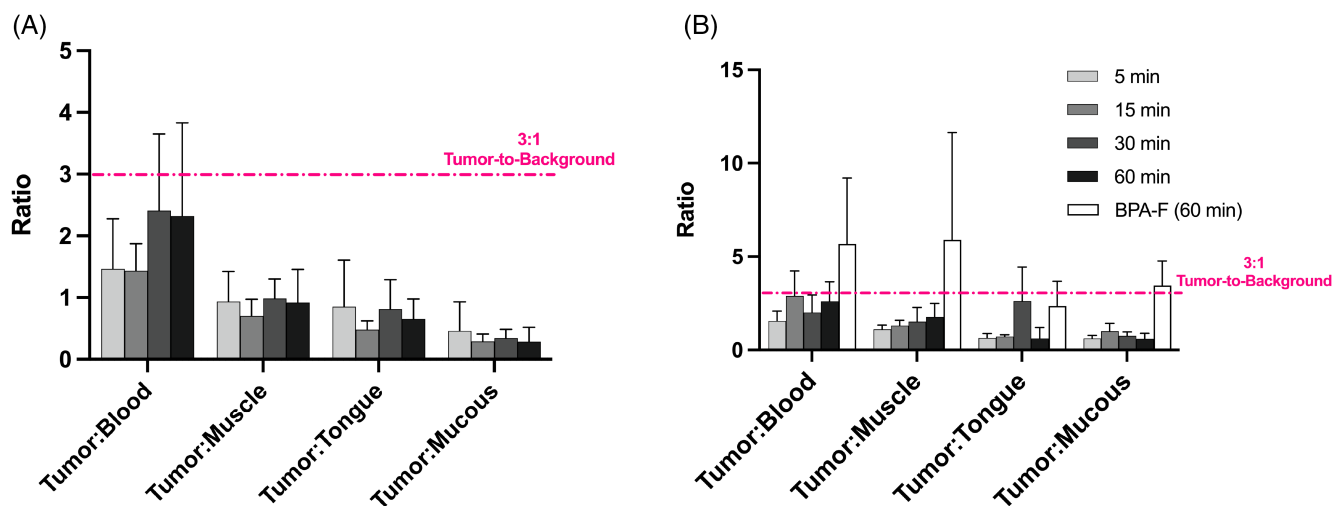 (A)
5
4
3
2
1
0
Ratio
3:1
Tumor-to-Background
Tumor:Blood
Tumor:Muscle
Tumor:Tongue
Tumor:Mucous
(B)
15
10
5
0
Ratio
5 min
15 min
30 min
60 min
BPA-F (60 min)
3:1
Tumor-to-Background
Tumor:Blood
Tumor:Muscle
Tumor:Tongue
Tumor:Mucous